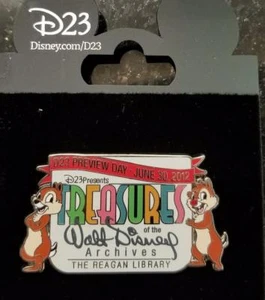 D23
Disney.com/D23
D23 PREVIEW DAY - JUNE 30, 2012
D23 Presents
TREASURES
of the
Walt Disney
Archives
THE REAGAN LIBRARY